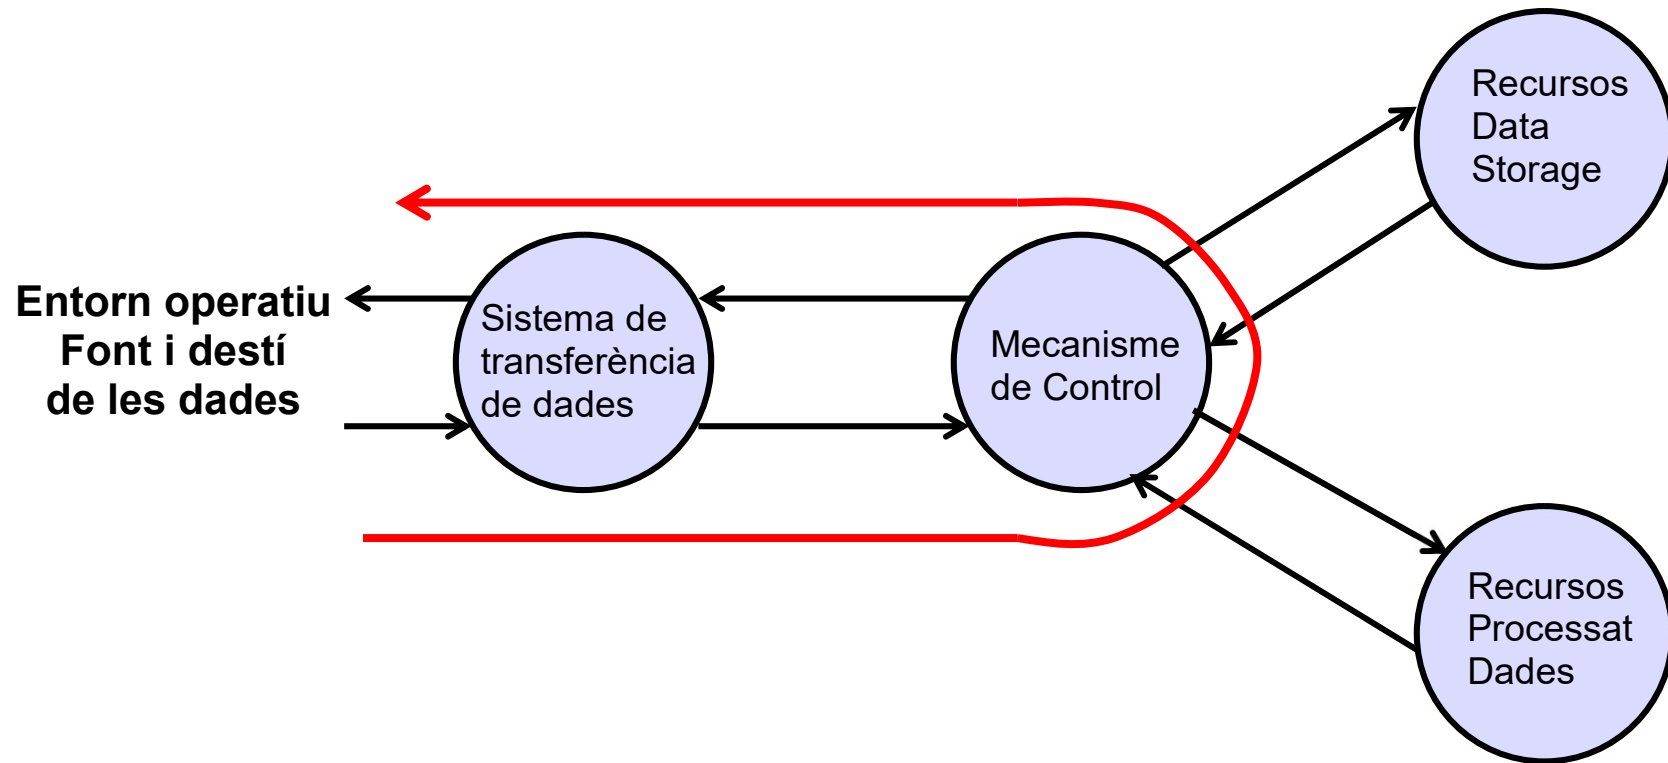 Entorn operatiu
Font i destí
de les dades
Sistema de
transferència
de dades
Mecanisme
de Control
Recursos
Data
Storage
Recursos
Processat
Dades